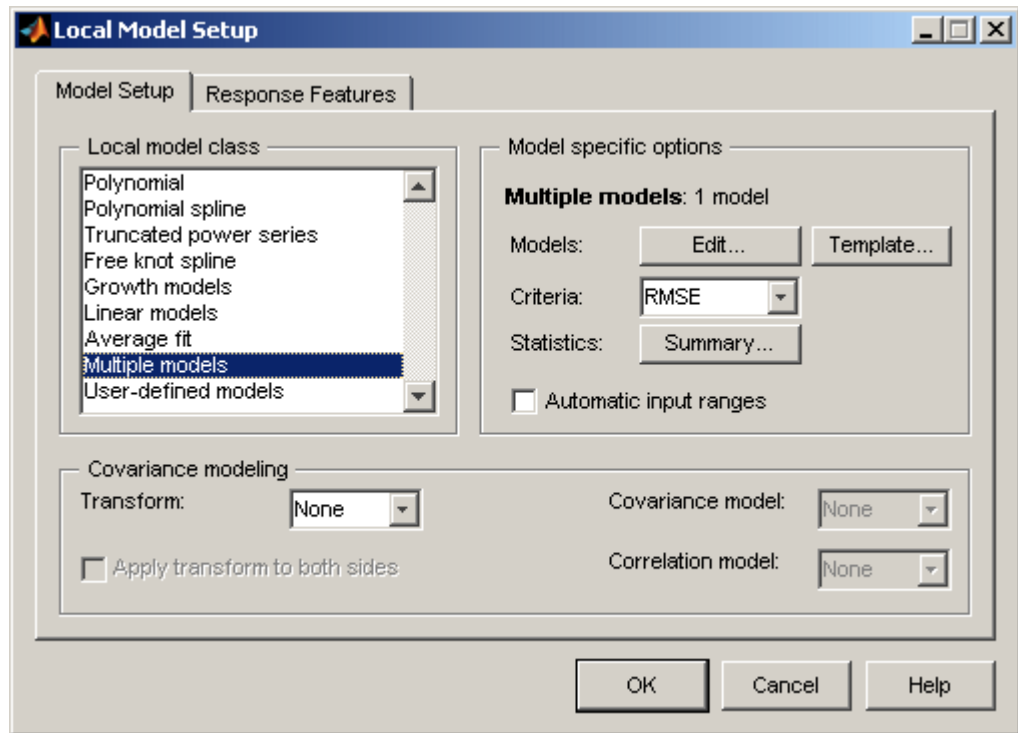 Local Model Setup
Model Setup
Response Features
Local model class
Polynomial
Polynomial spline
Truncated power series
Free knot spline
Growth models
Linear models
Average fit
Multiple models
User-defined models
Model specific options
Multiple models: 1 model
Models: Edit... Template...
Criteria: RMSE
Statistics: Summary...
Automatic input ranges
Covariance modeling
Transform: None
Apply transform to both sides
Covariance model: None
Correlation model: None
OK Cancel Help